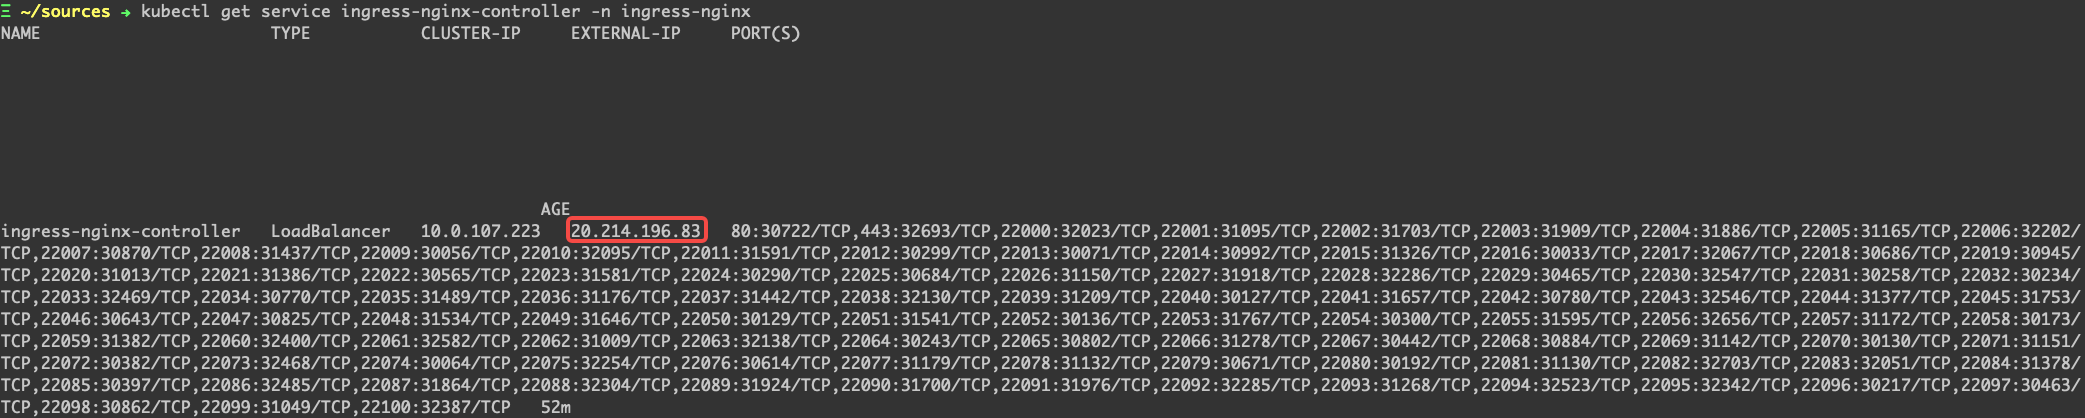 Ξ ~/sources → kubectl get service ingress-nginx-controller -n ingress-nginx
NAME                       TYPE           CLUSTER-IP     EXTERNAL-IP     PORT(S)
AGE
ingress-nginx-controller   LoadBalancer   10.0.107.223   20.214.196.83   80:30722/TCP,443:32693/TCP,22000:32023/TCP,22001:31095/TCP,22002:31703/TCP,22003:31909/TCP,22004:31886/TCP,22005:31165/TCP,22006:32202/
TCP,22007:30870/TCP,22008:31437/TCP,22009:30056/TCP,22010:32095/TCP,22011:31591/TCP,22012:30299/TCP,22013:30071/TCP,22014:30992/TCP,22015:31326/TCP,22016:30033/TCP,22017:32067/TCP,22018:30686/TCP,22019:30945/
TCP,22020:31013/TCP,22021:31386/TCP,22022:30565/TCP,22023:31581/TCP,22024:30290/TCP,22025:30684/TCP,22026:31150/TCP,22027:31918/TCP,22028:32286/TCP,22029:30465/TCP,22030:32547/TCP,22031:30258/TCP,22032:30234/
TCP,22033:32469/TCP,22034:30770/TCP,22035:31489/TCP,22036:31176/TCP,22037:31442/TCP,22038:32130/TCP,22039:31209/TCP,22040:30127/TCP,22041:31657/TCP,22042:30780/TCP,22043:32546/TCP,22044:31377/TCP,22045:31753/
TCP,22046:30643/TCP,22047:30825/TCP,22048:31534/TCP,22049:31646/TCP,22050:30129/TCP,22051:31541/TCP,22052:30136/TCP,22053:31767/TCP,22054:30300/TCP,22055:31595/TCP,22056:32656/TCP,22057:31172/TCP,22058:30173/
TCP,22059:31382/TCP,22060:32400/TCP,22061:32582/TCP,22062:31009/TCP,22063:32138/TCP,22064:30243/TCP,22065:30802/TCP,22066:31278/TCP,22067:30442/TCP,22068:30884/TCP,22069:31142/TCP,22070:30130/TCP,22071:31151/
TCP,22072:30382/TCP,22073:32468/TCP,22074:30064/TCP,22075:32254/TCP,22076:30614/TCP,22077:31179/TCP,22078:31132/TCP,22079:30671/TCP,22080:30192/TCP,22081:31130/TCP,22082:32703/TCP,22083:32051/TCP,22084:31378/
TCP,22085:30397/TCP,22086:32485/TCP,22087:31864/TCP,22088:32304/TCP,22089:31924/TCP,22090:31700/TCP,22091:31976/TCP,22092:32285/TCP,22093:31268/TCP,22094:32523/TCP,22095:32342/TCP,22096:30217/TCP,22097:30463/
TCP,22098:30862/TCP,22099:31049/TCP,22100:32387/TCP   52m